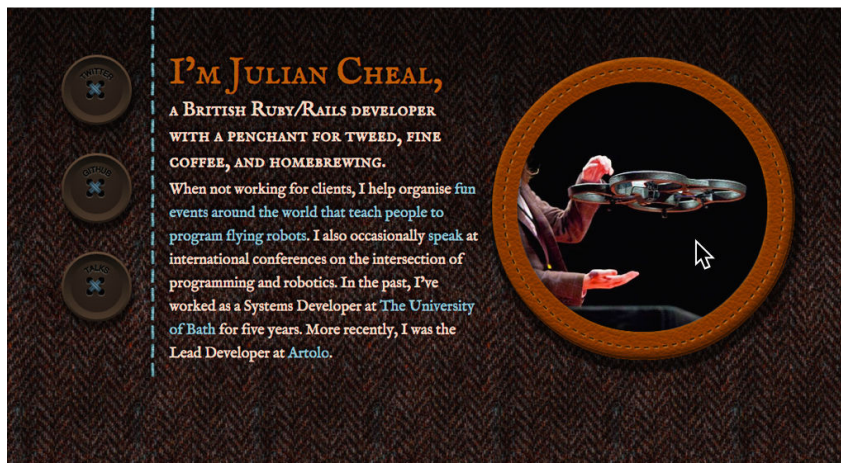 TWITTER
GITHUB
TALKS
I'm Julian Cheal,
a British Ruby/Rails developer
with a penchant for tweed, fine
coffee, and homebrewing.
When not working for clients, I help organise fun
events around the world that teach people to
program flying robots. I also occasionally speak at
international conferences on the intersection of
programming and robotics. In the past, I've
worked as a Systems Developer at The University
of Bath for five years. More recently, I was the
Lead Developer at Artolo.